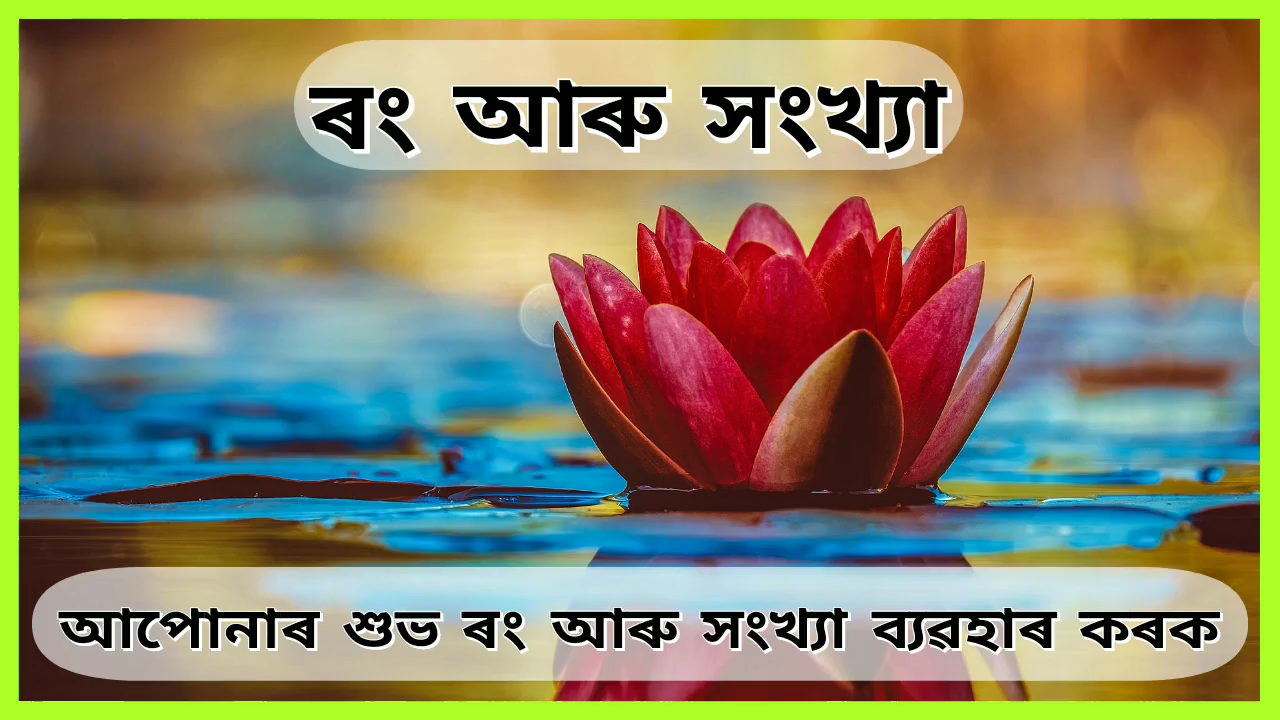 ৰং আৰু সংখ্যা
আপোনাৰ শুভ ৰং আৰু সংখ্যা ব্যৱহাৰ কৰক